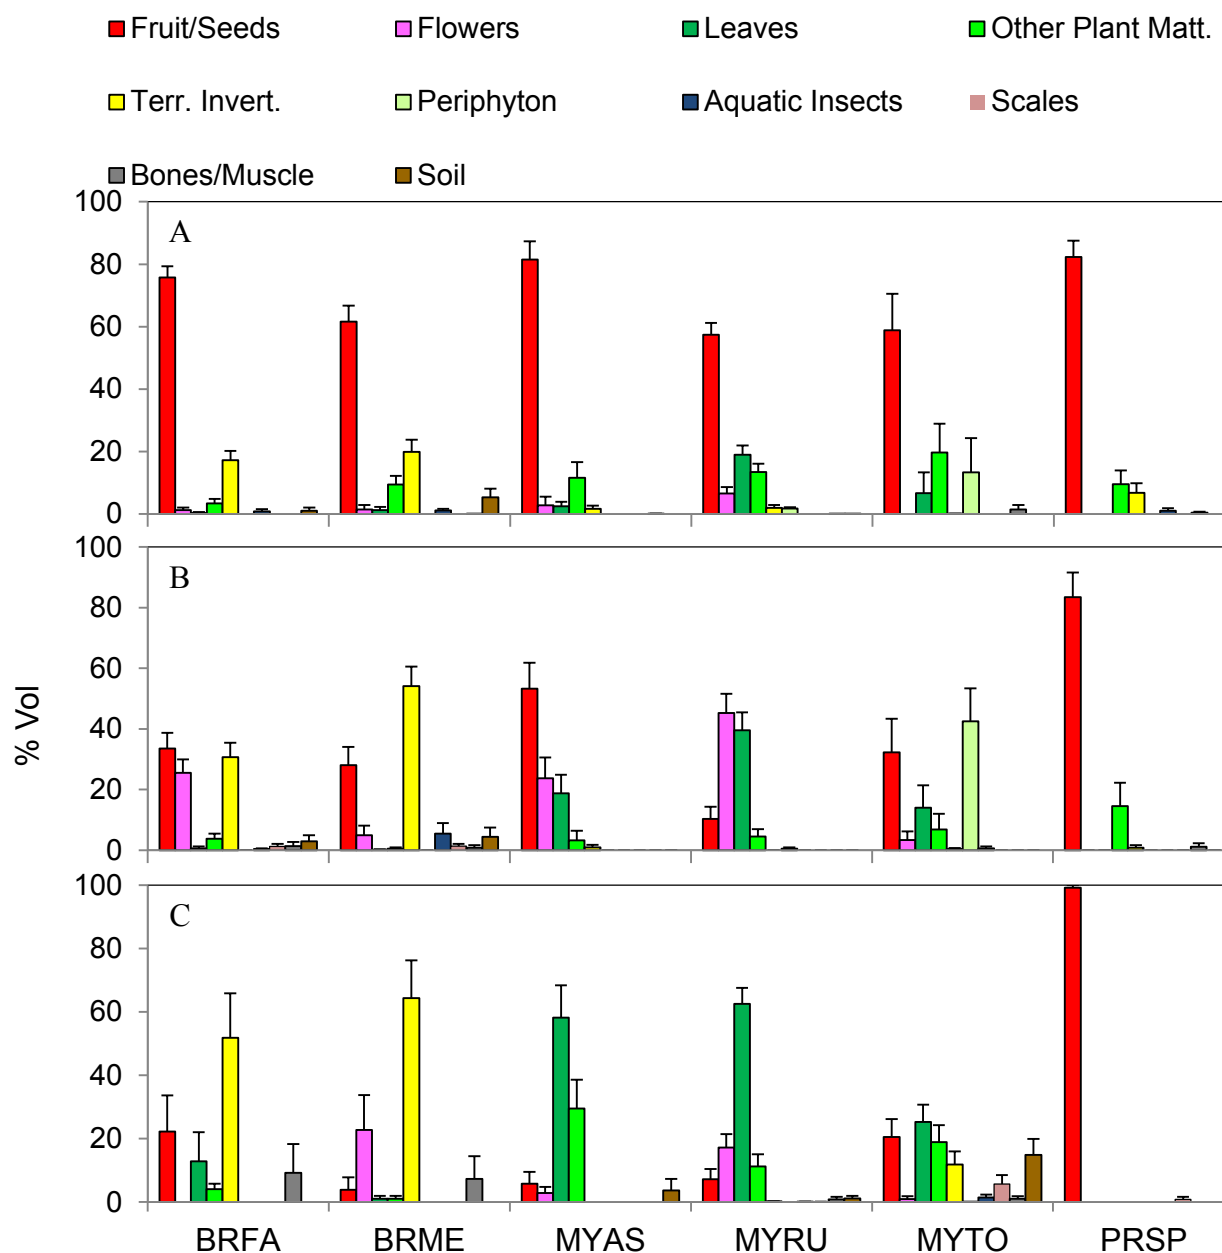 Fruit/Seeds Flowers Leaves Other Plant Matt.
Terr. Invert. Periphyton Aquatic Insects Scales
Bones/Muscle Soil
100
80
60
40
20
0
A
100
80
60
40
20
0
B
100
80
60
40
20
0
C
% Vol
BRFA BRME MYAS MYRU MYTO PRSP